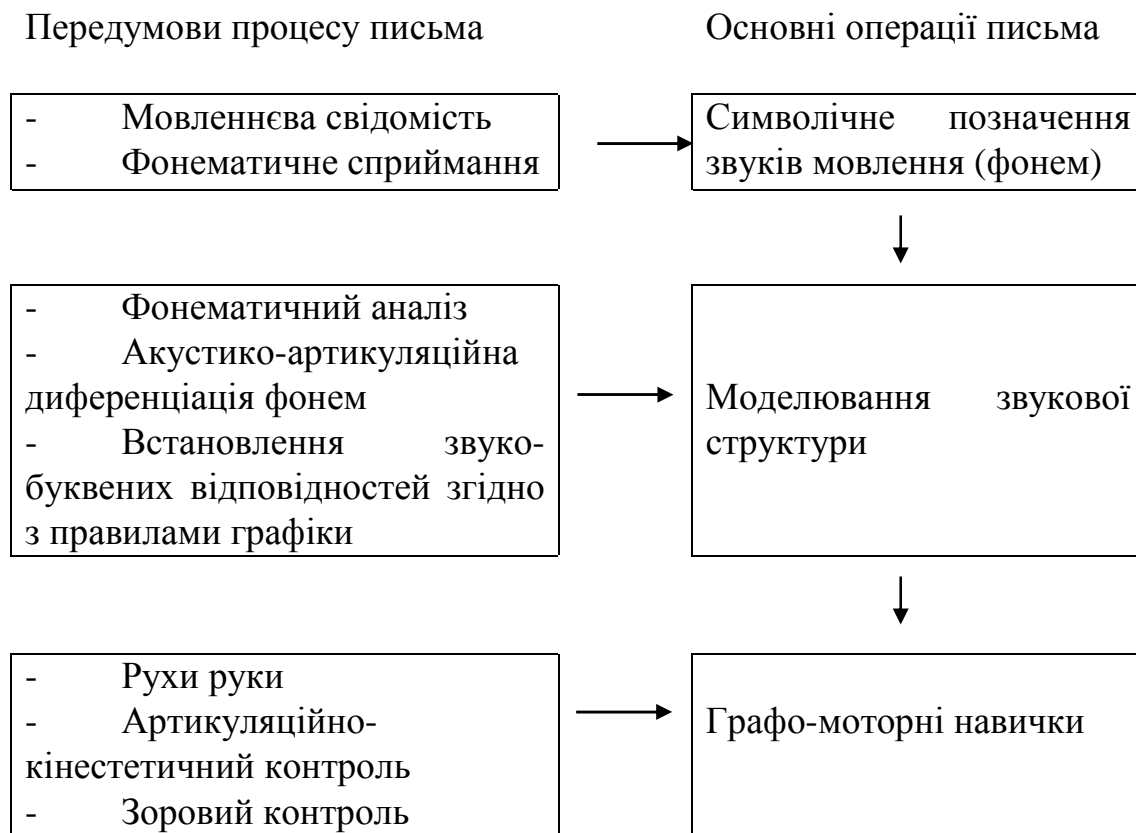 Передумови процесу письма
Основні операції письма
- Мовленнєва свідомість
- Фонематичне сприймання
Символічне позначення
звуків мовлення (фонем)
- Фонематичний аналіз
- Акустико-артикуляційна
диференціація фонем
- Встановлення звуко-
буквених відповідностей згідно
з правилами графіки
Моделювання звукової
структури
- Рухи руки
- Артикуляційно-
кінестетичний контроль
- Зоровий контроль
Графо-моторні навички